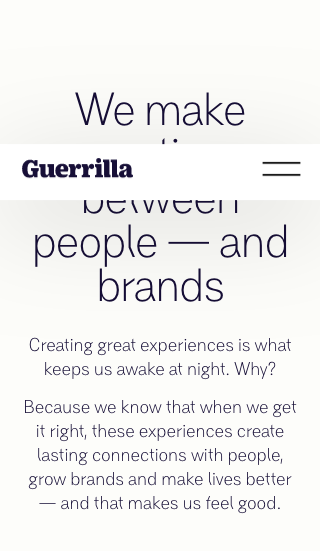 We make
Guerrilla
between
people — and
brands
Creating great experiences is what
keeps us awake at night. Why?
Because we know that when we get
it right, these experiences create
lasting connections with people,
grow brands and make lives better
— and that makes us feel good.